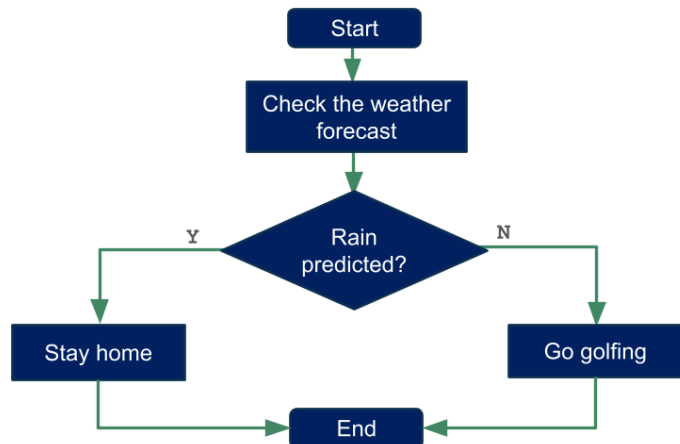 Start
Check the weather
forecast
Y
Rain
predicted?
N
Stay home
Go golfing
End